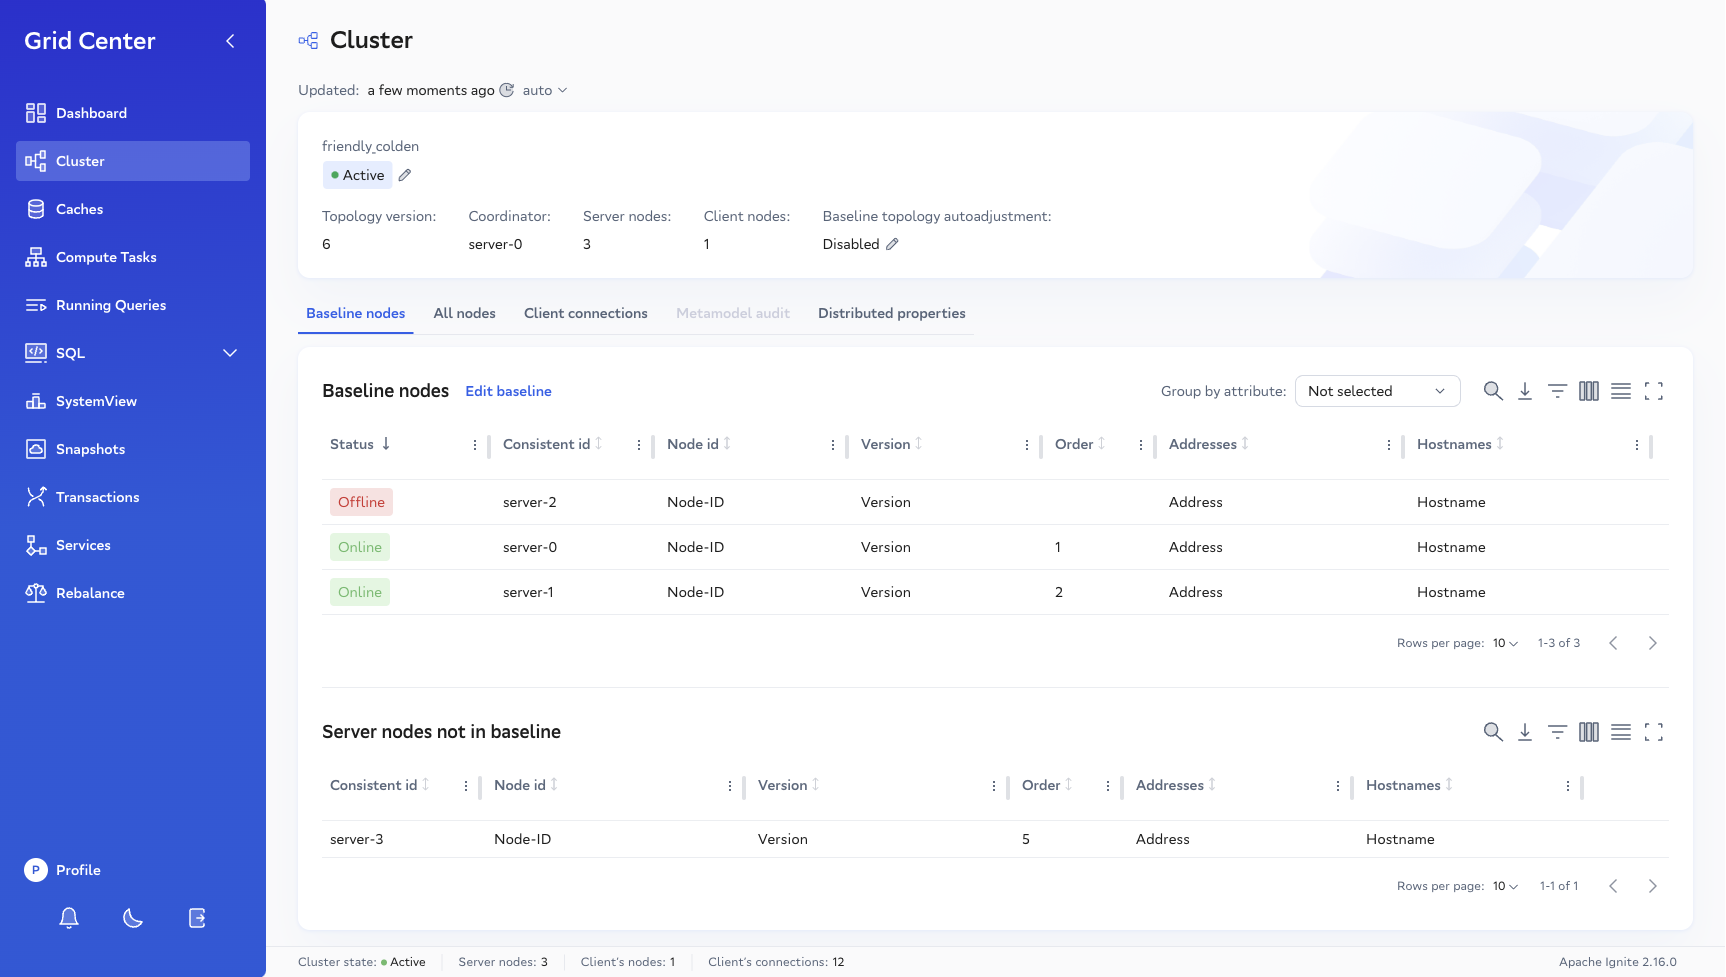 Grid Center
Dashboard
Cluster
Caches
Compute Tasks
Running Queries
SQL
SystemView
Snapshots
Transactions
Services
Rebalance
P Profile
Cluster
Updated: a few moments ago auto
friendly_colden
Active
Topology version: Coordinator: Server nodes: Client nodes: Baseline topology autoadjustment:
6 server-0 3 1 Disabled
Baseline nodes All nodes Client connections Metamodel audit Distributed properties
Baseline nodes Edit baseline Group by attribute: Not selected
Status Consistent id Node id Version Order Addresses Hostnames
Offline server-2 Node-ID Version Address Hostname
Online server-0 Node-ID Version 1 Address Hostname
Online server-1 Node-ID Version 2 Address Hostname
Rows per page: 10 1-3 of 3
Server nodes not in baseline
Consistent id Node id Version Order Addresses Hostnames
server-3 Node-ID Version 5 Address Hostname
Rows per page: 10 1-1 of 1
Cluster state: Active Server nodes: 3 Client's nodes: 1 Client's connections: 12 Apache Ignite 2.16.0